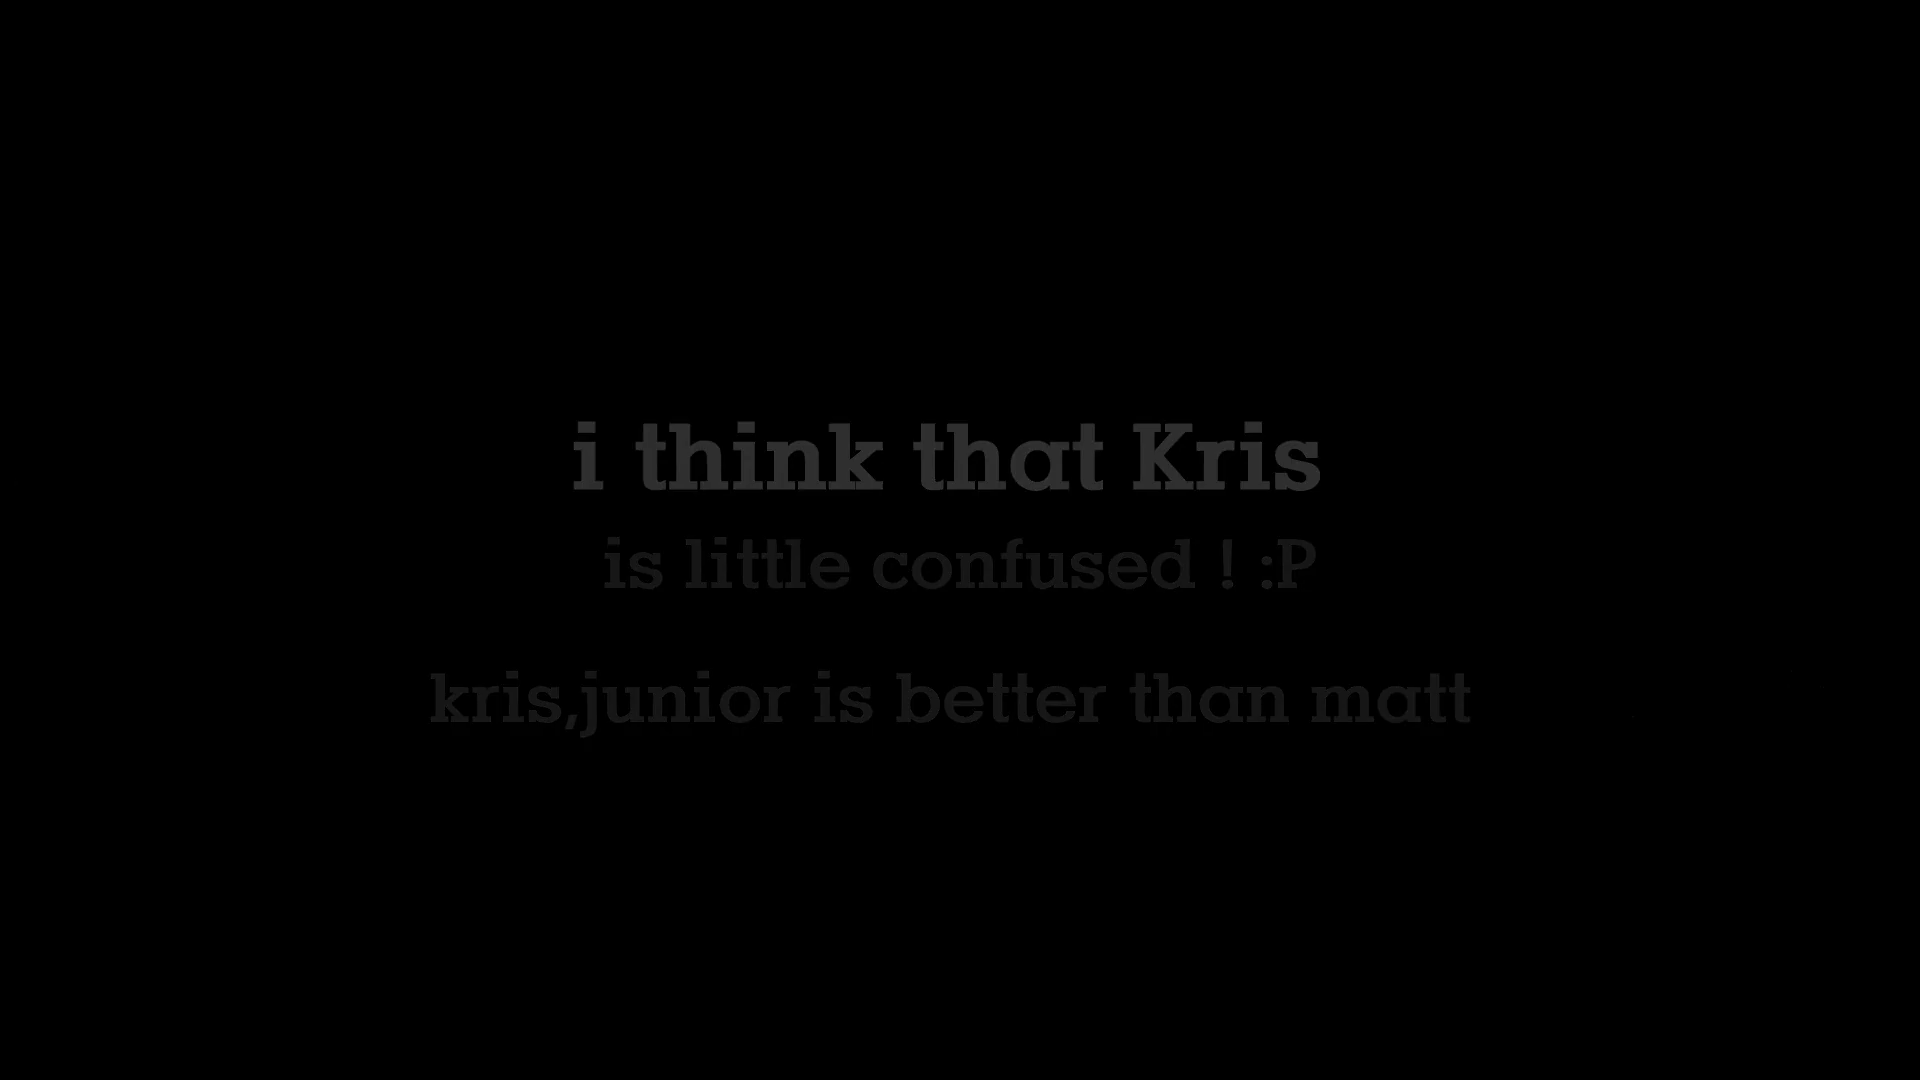 i think that Kris
is little confused ! :P
kris,junior is better than matt